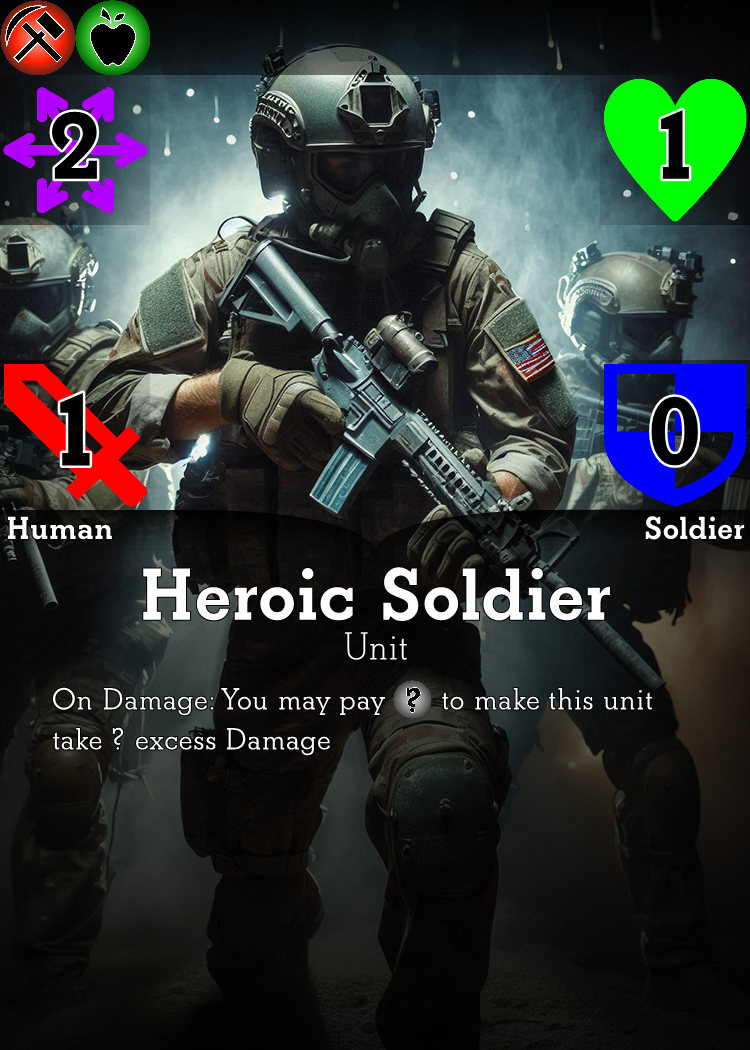 2
1
1
0
Human Soldier
Heroic Soldier
Unit
On Damage: You may pay ? to make this unit
take ? excess Damage